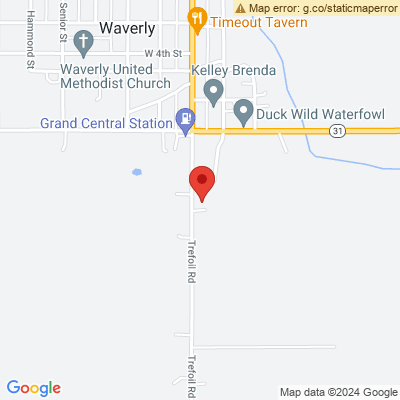 Map error: g.co/staticmaperror
Hammond St
Senior St
Waverly
Timeout Tavern
W 4th St
Waverly United
Methodist Church
Kelley Brenda
Duck Wild Waterfowl
Grand Central Station
31
Trefoil Rd
Trefoil Rd
Google
Map data ©2024 Google